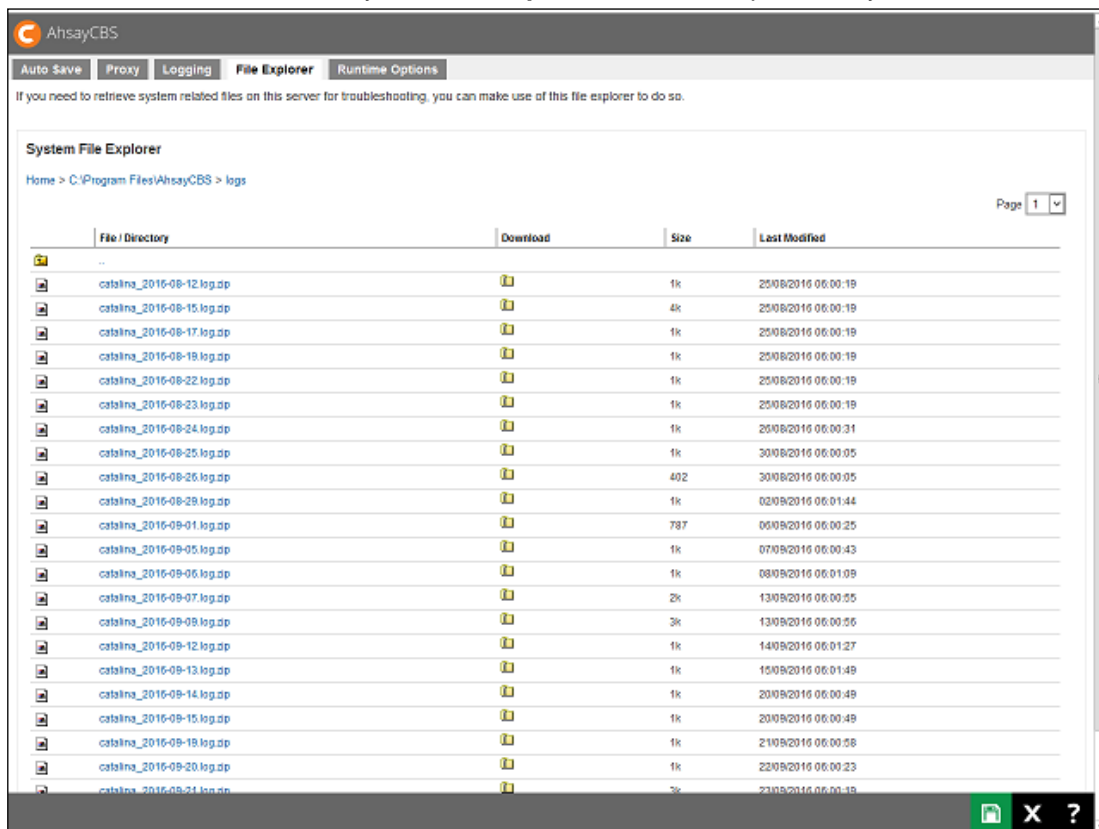 AhsayCBS
Auto Save Proxy Logging File Explorer Runtime Options
If you need to retrieve system related files on this server for troubleshooting, you can make use of this file explorer to do so.
System File Explorer
Home > C:\Program Files\AhsayCBS > logs
Page 1
File / Directory Download Size Last Modified
..
catalina_2016-08-12.log.zip 1k 25/08/2016 06:00:19
catalina_2016-08-15.log.zip 4k 25/08/2016 06:00:19
catalina_2016-08-17.log.zip 1k 25/08/2016 06:00:19
catalina_2016-08-19.log.zip 1k 25/08/2016 06:00:19
catalina_2016-08-22.log.zip 1k 25/08/2016 06:00:19
catalina_2016-08-23.log.zip 1k 25/08/2016 06:00:19
catalina_2016-08-24.log.zip 1k 26/08/2016 06:00:31
catalina_2016-08-25.log.zip 1k 30/08/2016 06:00:05
catalina_2016-08-26.log.zip 402 30/08/2016 06:00:05
catalina_2016-08-29.log.zip 1k 02/09/2016 06:01:44
catalina_2016-09-01.log.zip 787 06/09/2016 06:00:25
catalina_2016-09-05.log.zip 1k 07/09/2016 06:00:43
catalina_2016-09-06.log.zip 1k 08/09/2016 06:01:09
catalina_2016-09-07.log.zip 2k 13/09/2016 06:00:55
catalina_2016-09-09.log.zip 3k 13/09/2016 06:00:56
catalina_2016-09-12.log.zip 1k 14/09/2016 06:01:27
catalina_2016-09-13.log.zip 1k 15/09/2016 06:01:49
catalina_2016-09-14.log.zip 1k 20/09/2016 06:00:49
catalina_2016-09-15.log.zip 1k 20/09/2016 06:00:49
catalina_2016-09-19.log.zip 1k 21/09/2016 06:00:58
catalina_2016-09-20.log.zip 1k 22/09/2016 06:00:23
catalina_2016-09-21.log.zip 3k 23/09/2016 06:00:19
X ?